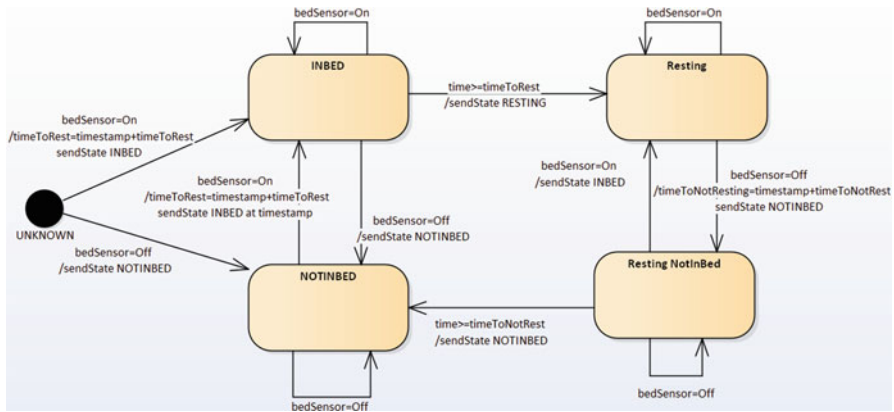 bedSensor=On
bedSensor=On
INBED
Resting
time>=timeToRest
/sendState RESTING
bedSensor=On
/timeToRest=timestamp+timeToRest
sendState INBED
bedSensor=On
/timeToRest=timestamp+timeToRest
sendState INBED at timestamp
bedSensor=On
/sendState INBED
bedSensor=Off
/timeToNotResting=timestamp+timeToNotRest
sendState NOTINBED
UNKNOWN
bedSensor=Off
/sendState NOTINBED
bedSensor=Off
/sendState NOTINBED
NOTINBED
Resting NotInBed
time>=timeToNotRest
/sendState NOTINBED
bedSensor=Off
bedSensor=Off